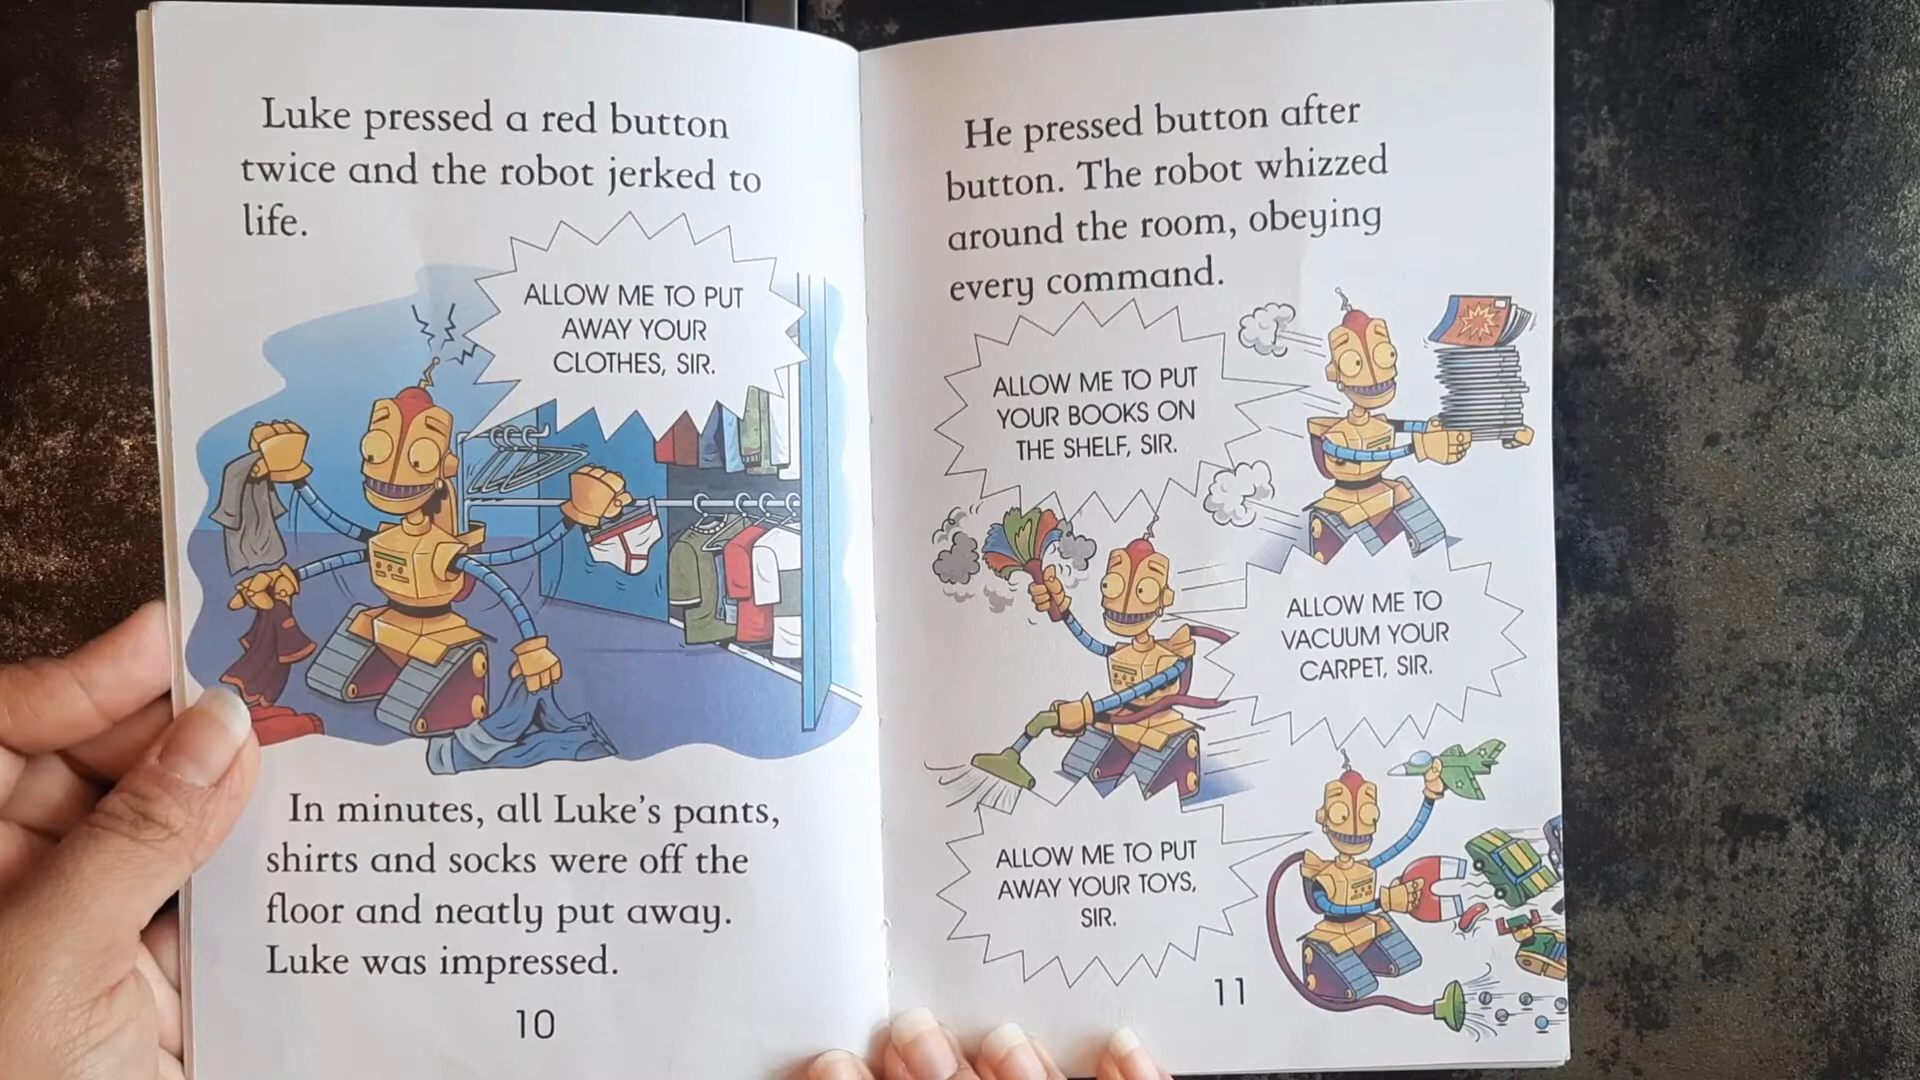 Luke pressed a red button
twice and the robot jerked to
life.
ALLOW ME TO PUT
AWAY YOUR
CLOTHES, SIR.
In minutes, all Luke's pants,
shirts and socks were off the
floor and neatly put away.
Luke was impressed.
10
He pressed button after
button. The robot whizzed
around the room, obeying
every command.
ALLOW ME TO PUT
YOUR BOOKS ON
THE SHELF, SIR.
ALLOW ME TO
VACUUM YOUR
CARPET, SIR.
ALLOW ME TO PUT
AWAY YOUR TOYS,
SIR.
11